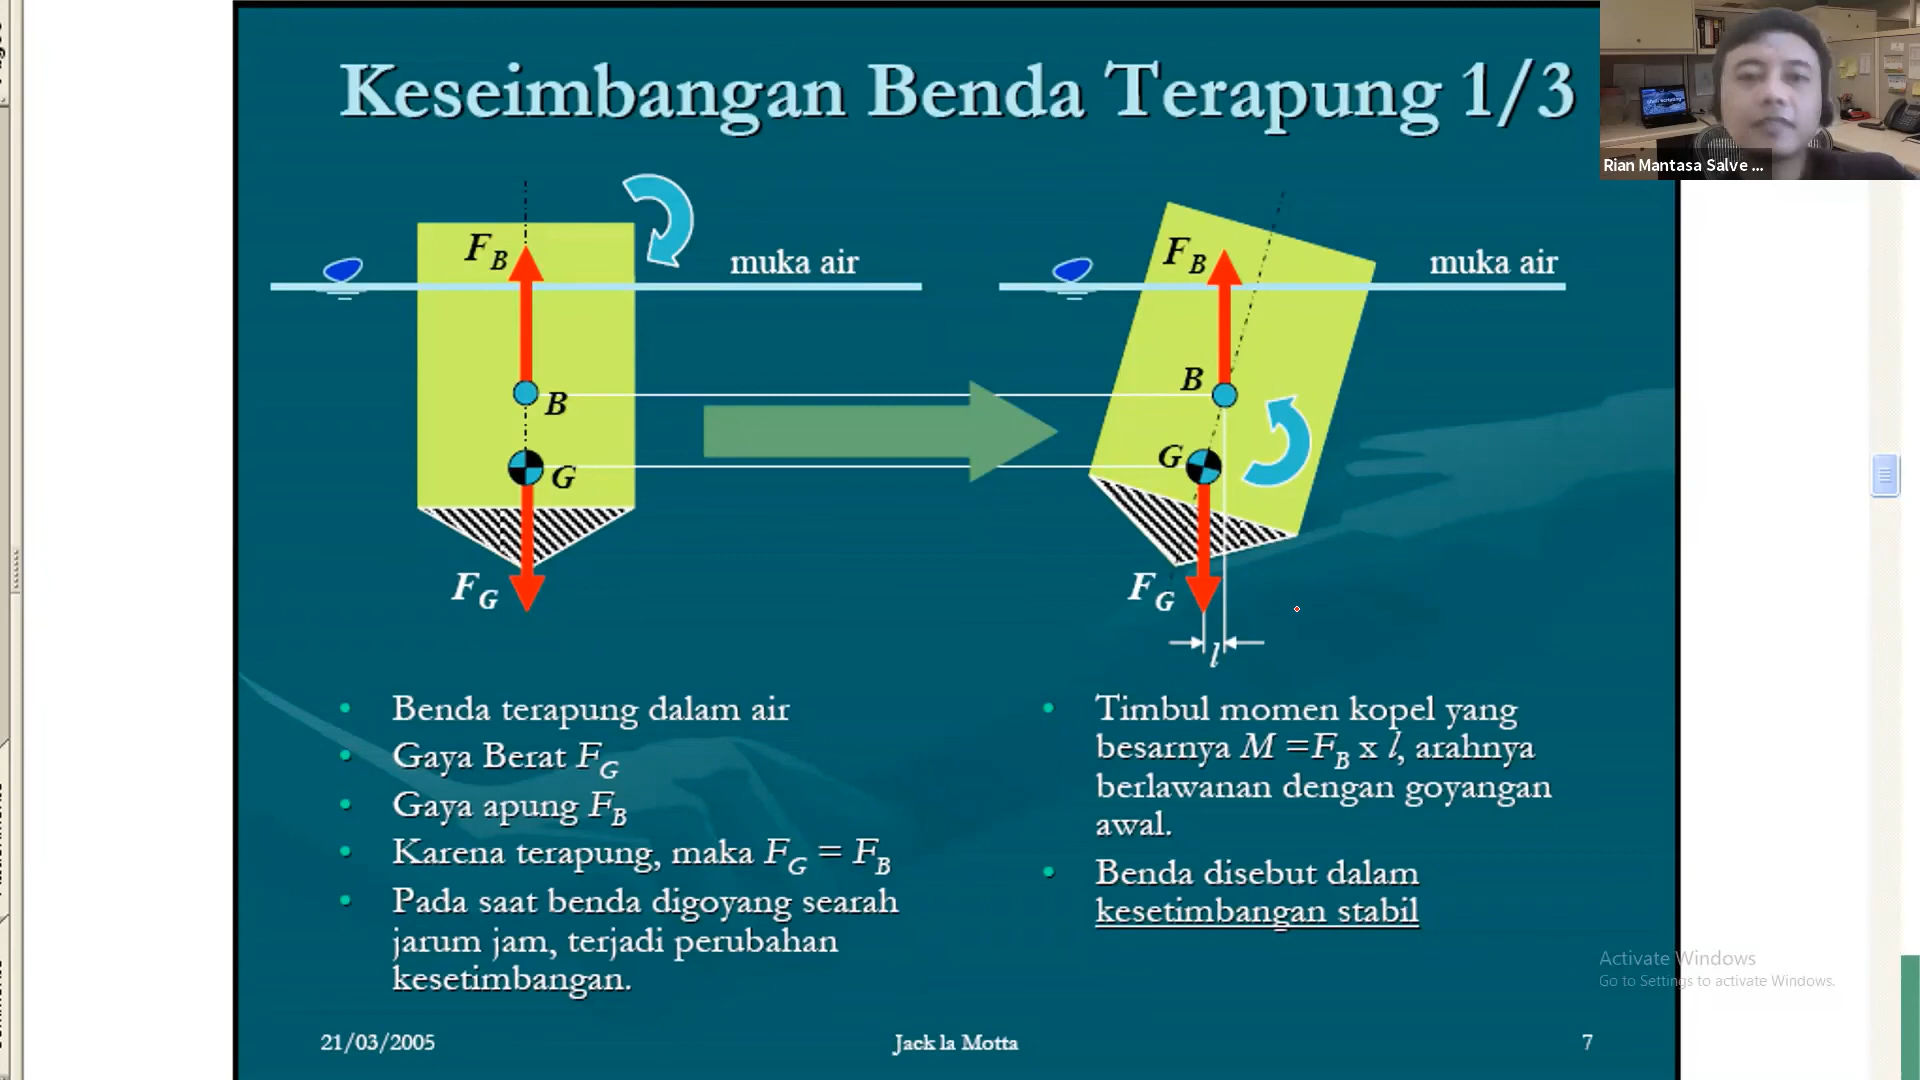 Keseimbangan Benda Terapung 1/3
Rian Mantasa Salve ...
F_B
muka air
F_B
muka air
B
B
G
G
F_G
F_G
l
• Benda terapung dalam air
• Gaya Berat F_G
• Gaya apung F_B
• Karena terapung, maka F_G = F_B
• Pada saat benda digoyang searah
jarum jam, terjadi perubahan
kesetimbangan.
• Timbul momen kopel yang
besarnya M =F_B x l, arahnya
berlawanan dengan goyangan
awal.
• Benda disebut dalam
kesetimbangan stabil
Activate Windows
Go to Settings to activate Windows.
21/03/2005
Jack la Motta
7